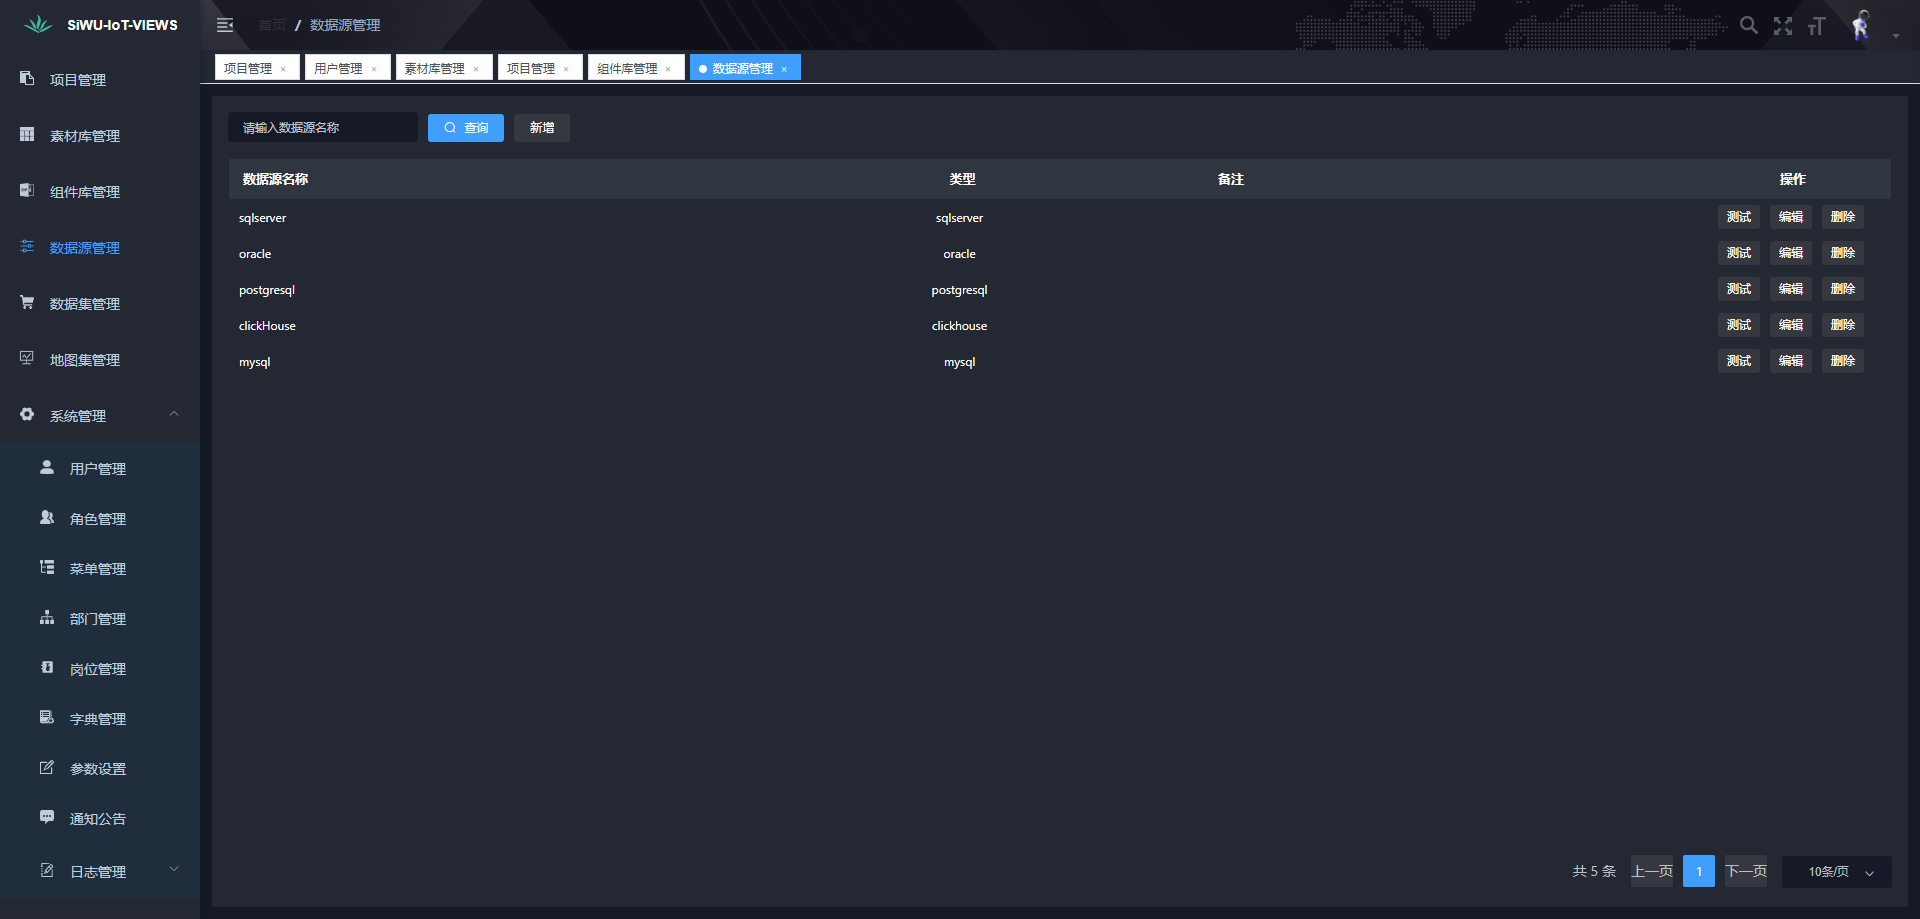 SiWU-IoT-VIEWS
项目管理
素材库管理
组件库管理
数据源管理
数据集管理
地图集管理
系统管理
用户管理
角色管理
菜单管理
部门管理
岗位管理
字典管理
参数设置
通知公告
日志管理
首页 / 数据源管理
项目管理 × 用户管理 × 素材库管理 × 项目管理 × 组件库管理 × 数据源管理 ×
请输入数据源名称 查询 新增
数据源名称 类型 备注 操作
sqlserver sqlserver 测试 编辑 删除
oracle oracle 测试 编辑 删除
postgresql postgresql 测试 编辑 删除
clickHouse clickhouse 测试 编辑 删除
mysql mysql 测试 编辑 删除
共 5 条 上一页 1 下一页 10条/页